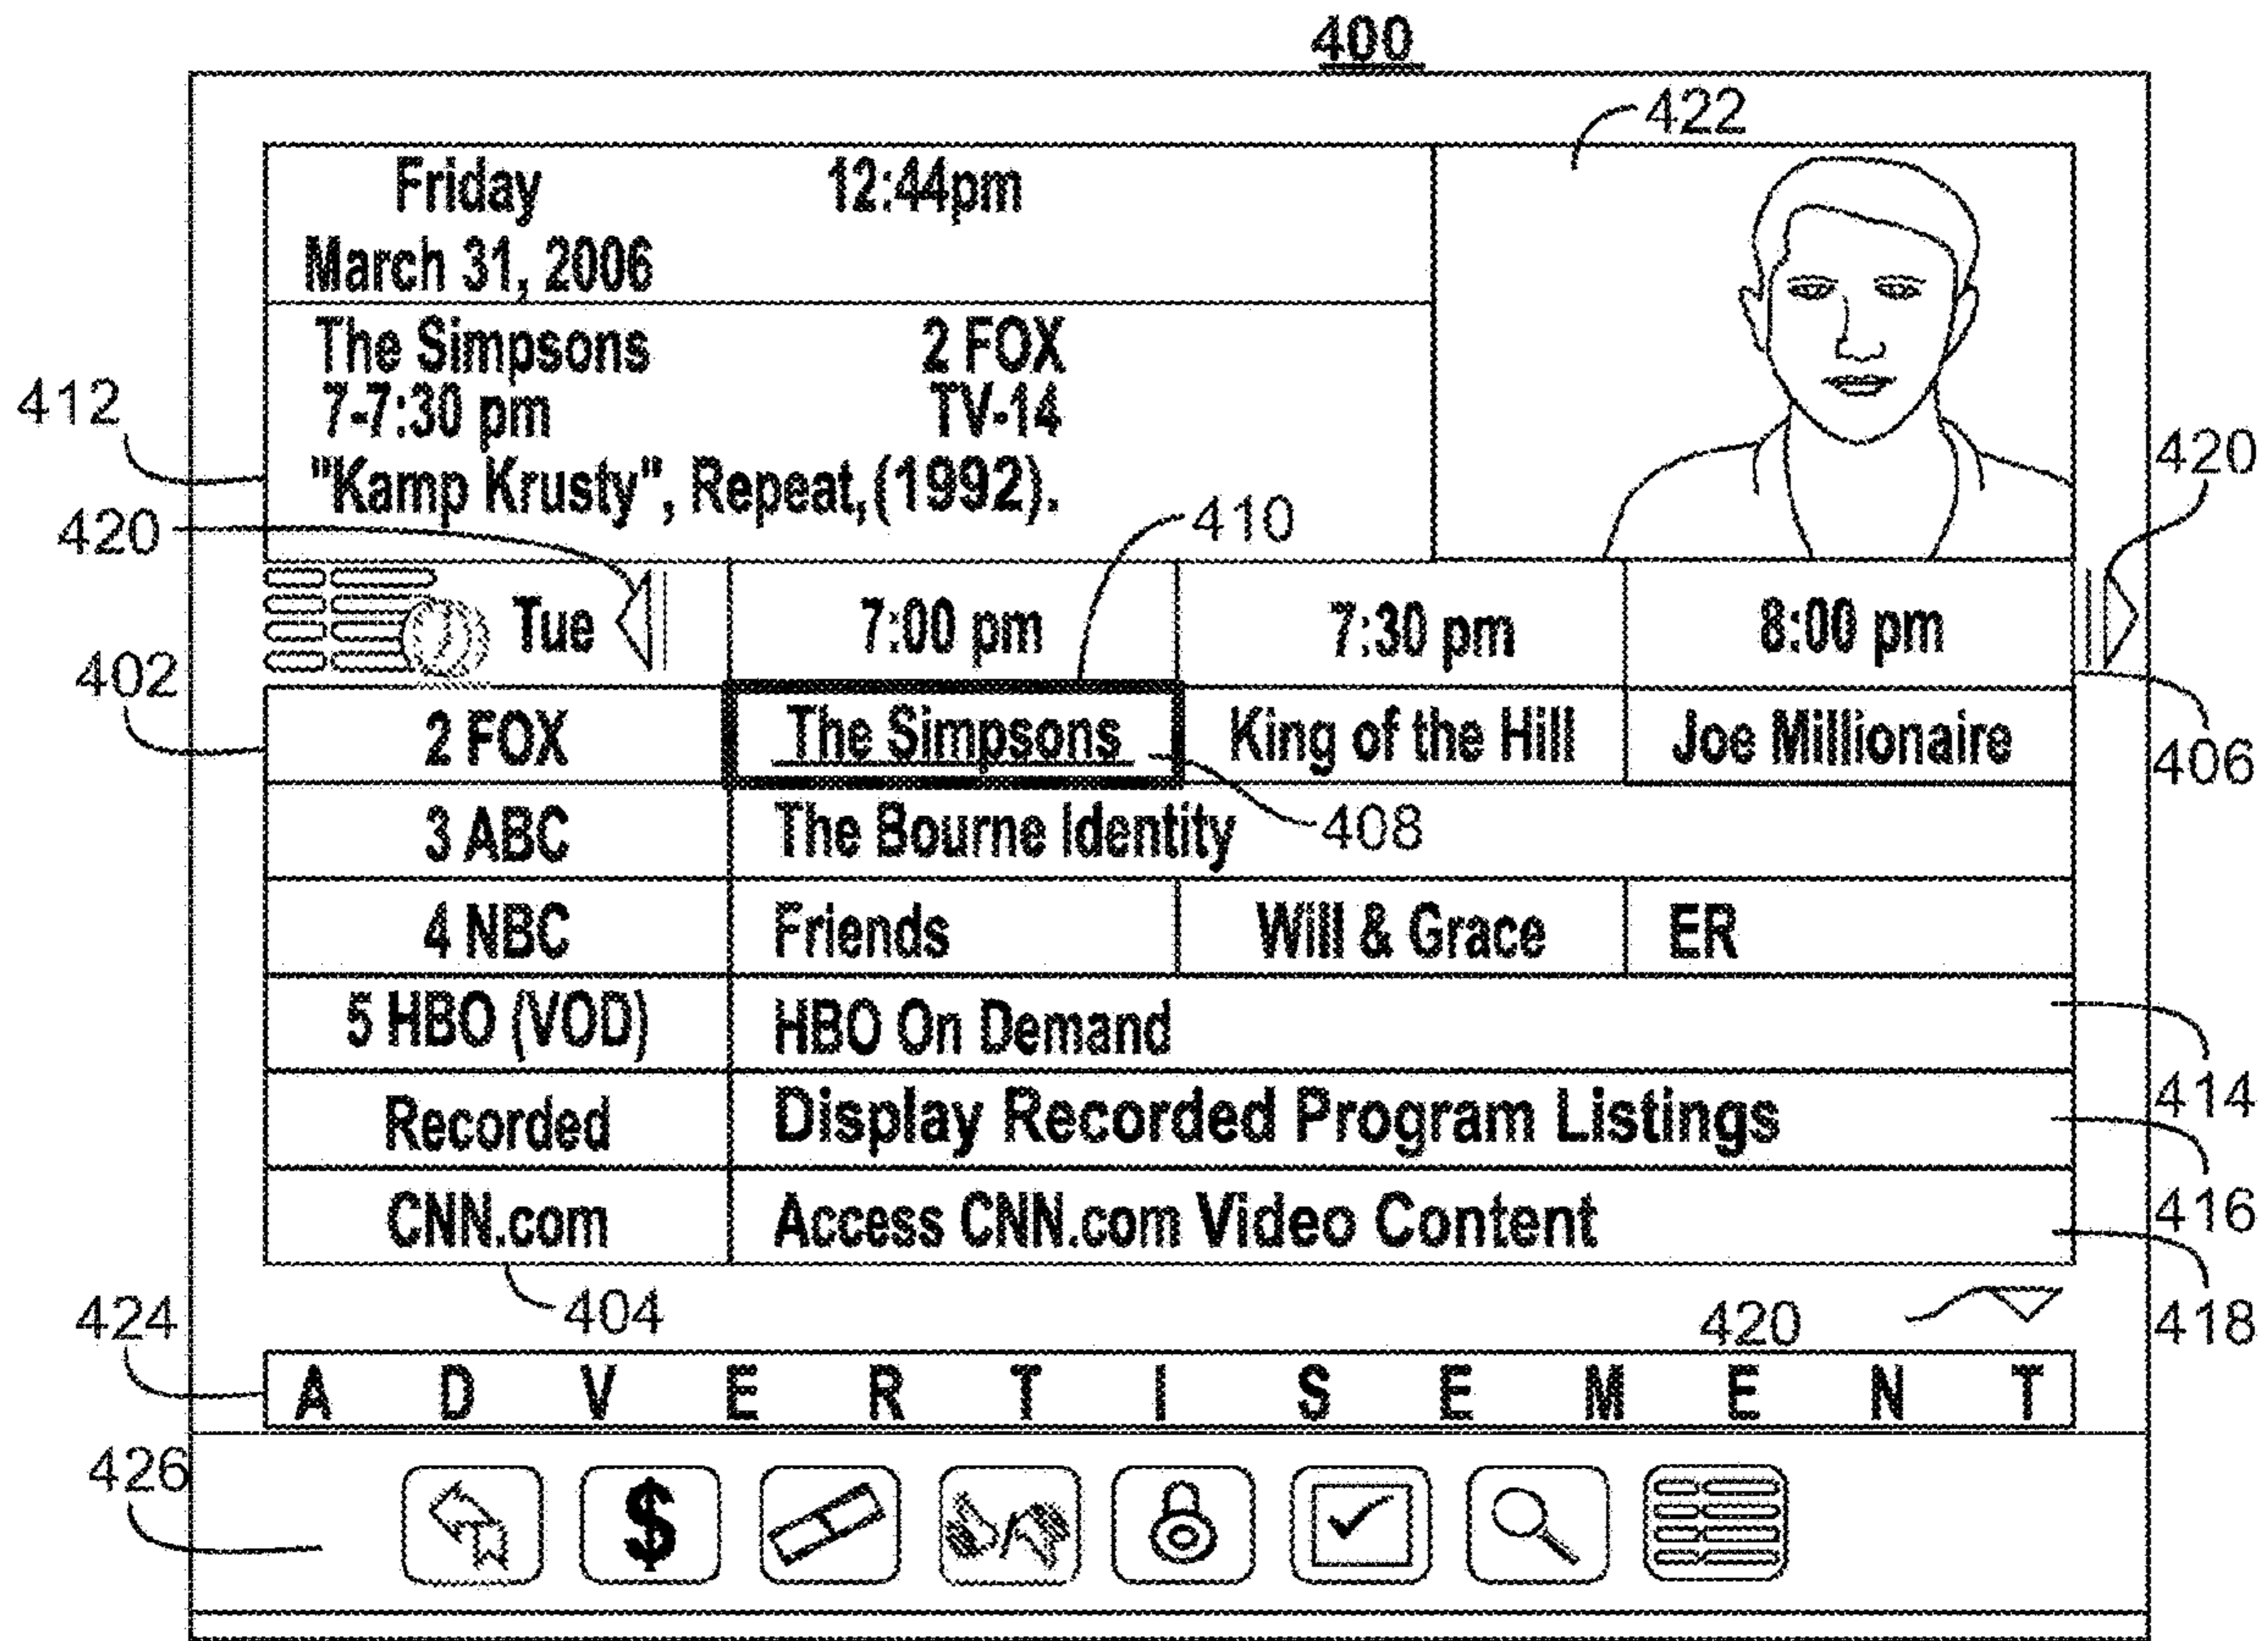 400
422
Friday 12:44pm
March 31, 2006
The Simpsons 2 FOX
412
7-7:30 pm TV-14
420
"Kamp Krusty", Repeat,(1992).
420
410
Tue 7:00 pm 7:30 pm 8:00 pm
402
2 FOX The Simpsons King of the Hill Joe Millionaire
406
3 ABC The Bourne Identity
408
4 NBC Friends Will & Grace ER
5 HBO (VOD) HBO On Demand
414
Recorded Display Recorded Program Listings
416
CNN.com Access CNN.com Video Content
404
424
420
418
A D V E R T I S E M E N T
426
$